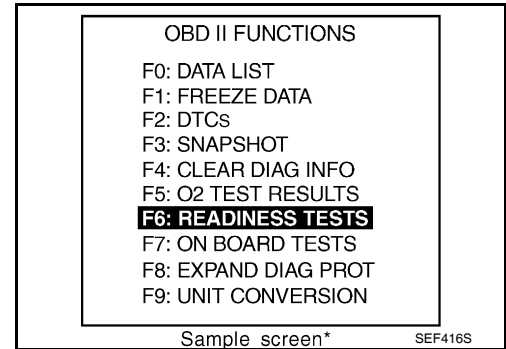 OBD II FUNCTIONS
F0: DATA LIST
F1: FREEZE DATA
F2: DTCs
F3: SNAPSHOT
F4: CLEAR DIAG INFO
F5: O2 TEST RESULTS
F6: READINESS TESTS
F7: ON BOARD TESTS
F8: EXPAND DIAG PROT
F9: UNIT CONVERSION
Sample screen*
SEF416S